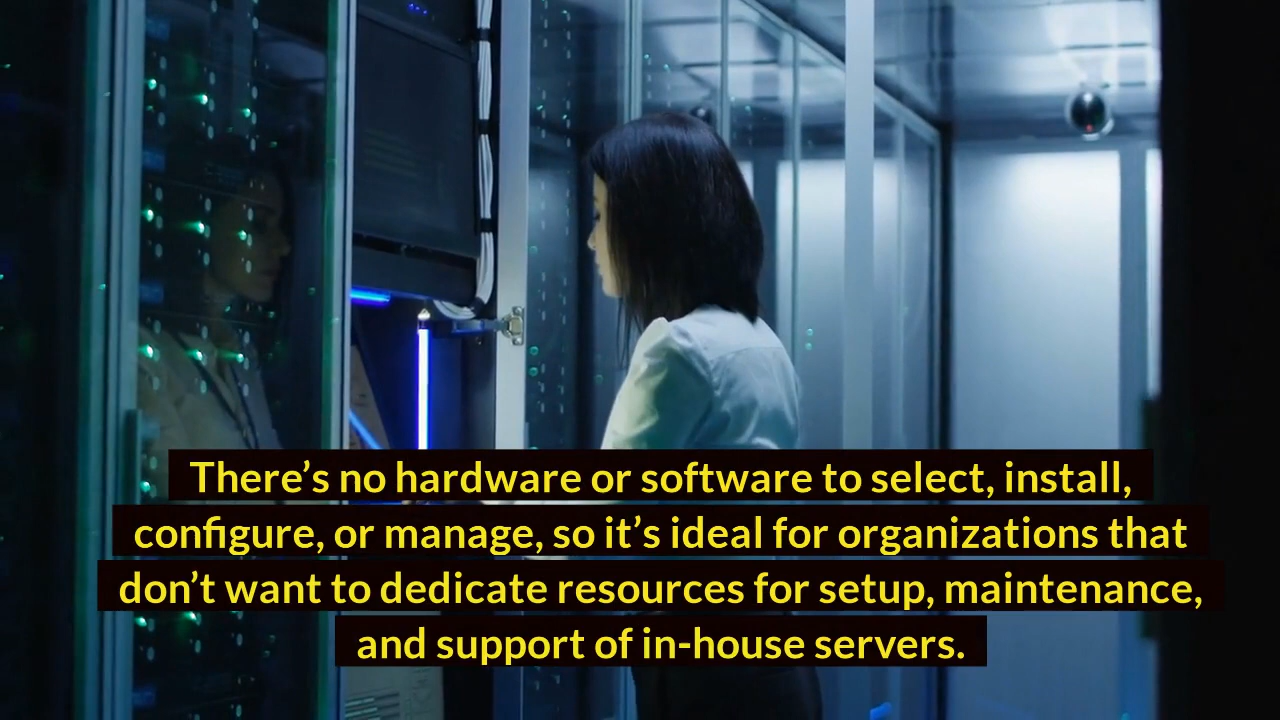 There’s no hardware or software to select, install,
configure, or manage, so it’s ideal for organizations that
don’t want to dedicate resources for setup, maintenance,
and support of in-house servers.